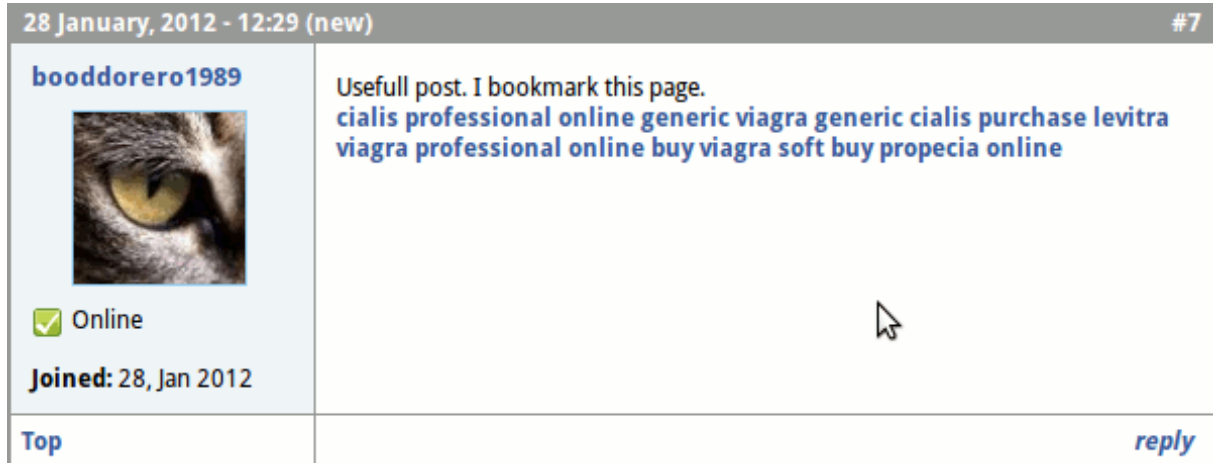 28 January, 2012 - 12:29 (new) #7
booddorero1989
Usefull post. I bookmark this page.
cialis professional online generic viagra generic cialis purchase levitra
viagra professional online buy viagra soft buy propecia online
Online
Joined: 28, Jan 2012
Top
reply